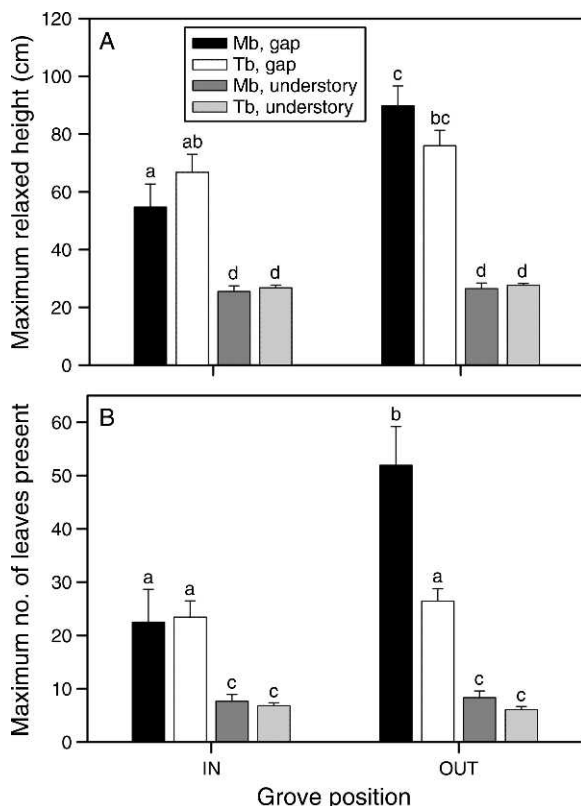 A
Maximum relaxed height (cm)
120
100
80
60
40
20
0
Mb, gap
Tb, gap
Mb, understory
Tb, understory
a
ab
d
d
c
bc
d
d
B
Maximum no. of leaves present
60
50
40
30
20
10
0
a
a
c
c
b
a
c
c
IN
OUT
Grove position